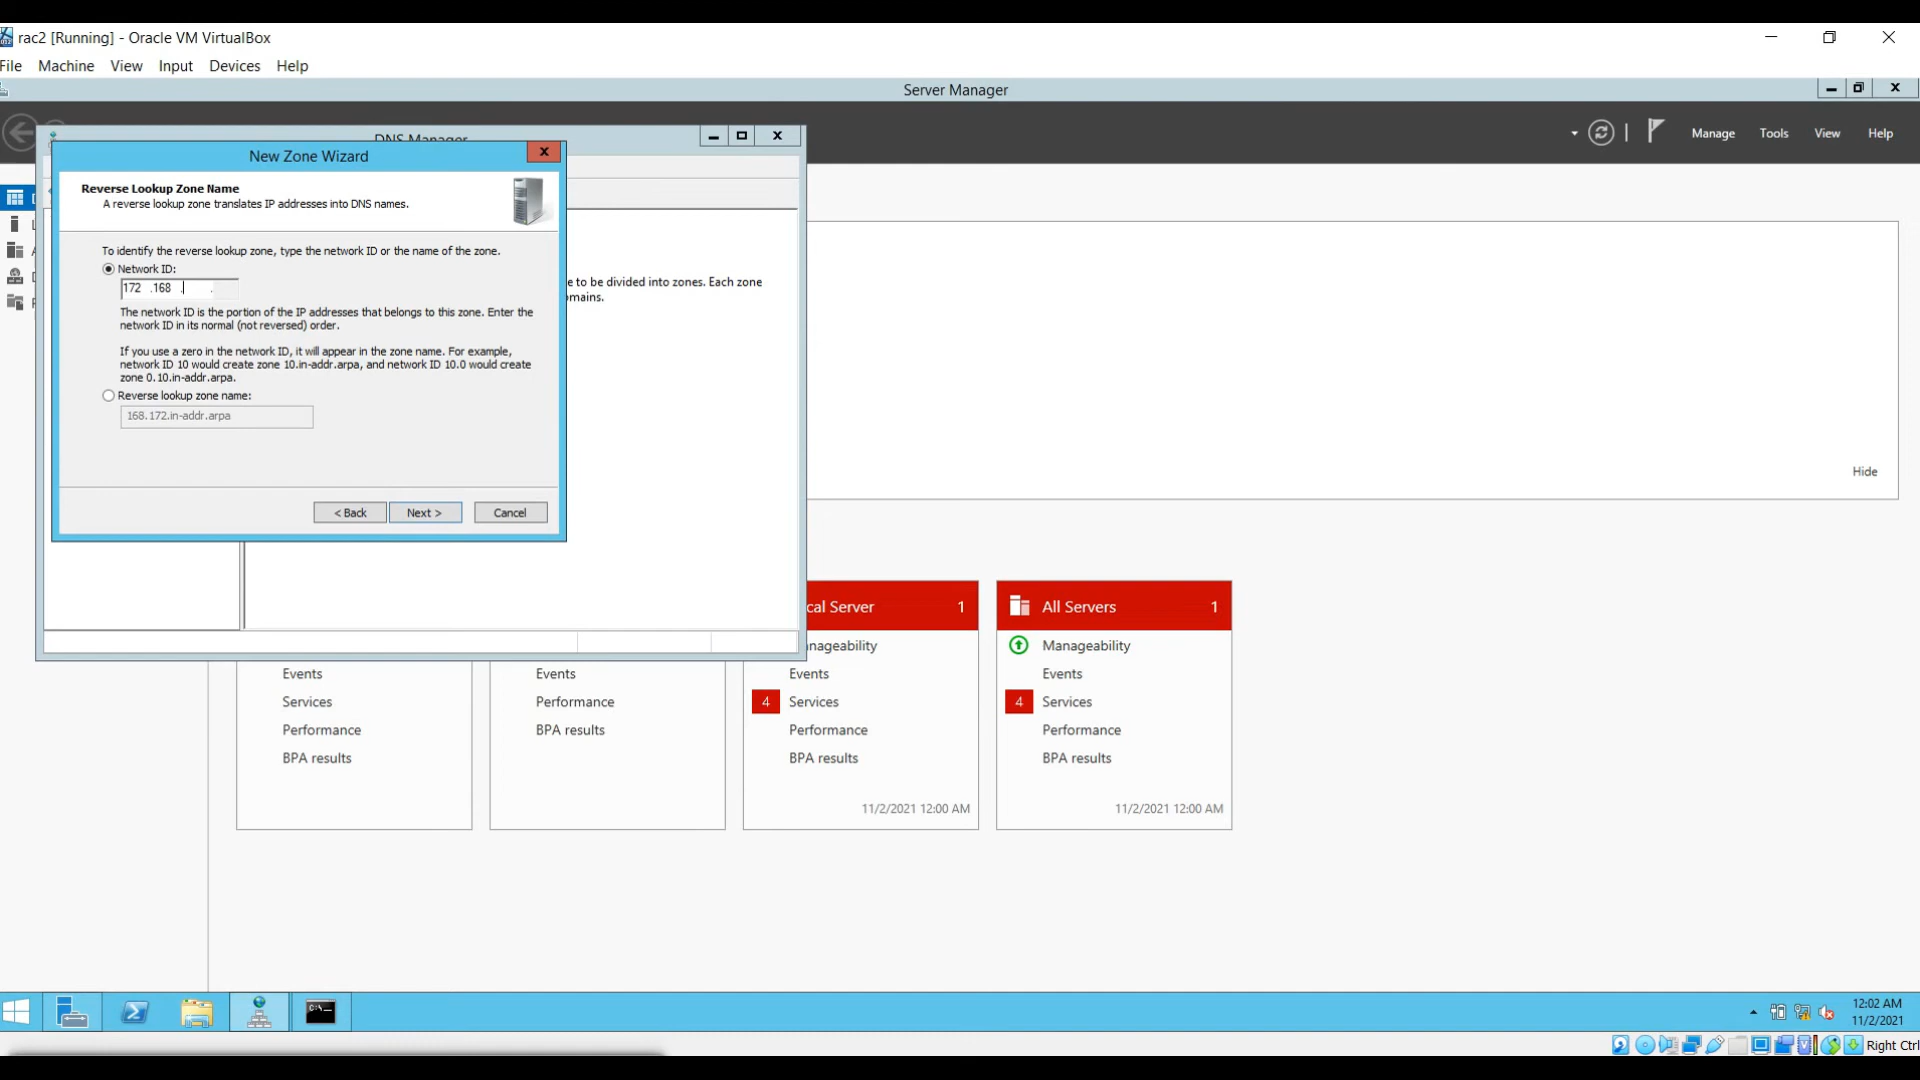 rac2 [Running] - Oracle VM VirtualBox
File Machine View Input Devices Help
Server Manager
Manage Tools View Help
DNS Manager
New Zone Wizard
Reverse Lookup Zone Name
A reverse lookup zone translates IP addresses into DNS names.
To identify the reverse lookup zone, type the network ID or the name of the zone.
Network ID:
172 .168 . .
The network ID is the portion of the IP addresses that belongs to this zone. Enter the
network ID in its normal (not reversed) order.
If you use a zero in the network ID, it will appear in the zone name. For example,
network ID 10 would create zone 10.in-addr.arpa, and network ID 10.0 would create
zone 0.10.in-addr.arpa.
Reverse lookup zone name:
168.172.in-addr.arpa
< Back Next > Cancel
e to be divided into zones. Each zone
omains.
Hide
Events
Services
Performance
BPA results
Events
Performance
BPA results
cal Server 1
anageability
Events
4 Services
Performance
BPA results
11/2/2021 12:00 AM
All Servers 1
Manageability
Events
4 Services
Performance
BPA results
11/2/2021 12:00 AM
12:02 AM
11/2/2021
Right Ctrl